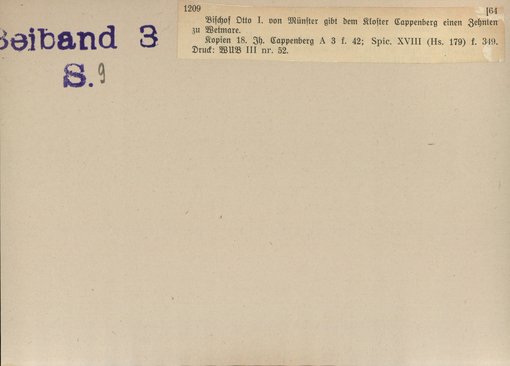 Beiband 3
S. 9
1209 [64
Bischof Otto I. von Münster gibt dem Kloster Cappenberg einen Zehnten
zu Wetmare.
Kopien 18. Jh. Cappenberg A 3 f. 42; Spic. XVIII (Hs. 179) f. 349.
Druck: WUB III nr. 52.